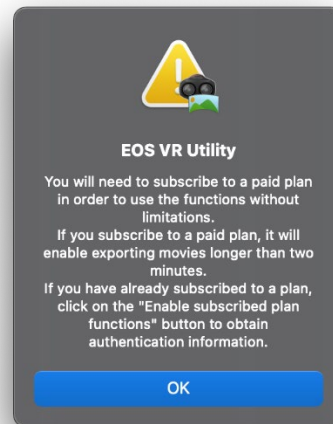 EOS VR Utility
You will need to subscribe to a paid plan
in order to use the functions without
limitations.
If you subscribe to a paid plan, it will
enable exporting movies longer than two
minutes.
If you have already subscribed to a plan,
click on the "Enable subscribed plan
functions" button to obtain
authentication information.
OK